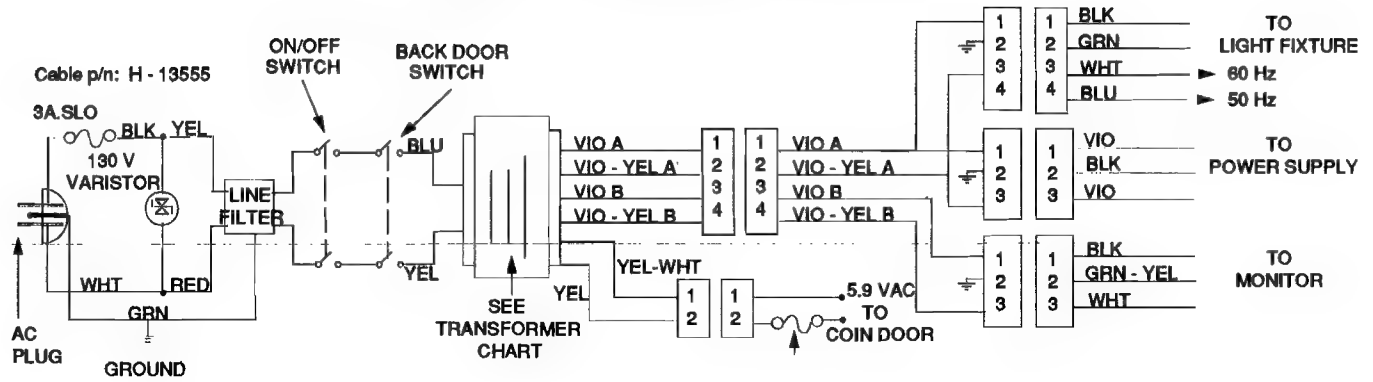 Cable p/n: H - 13555
3A.SLO
BLK
YEL
130 V
VARISTOR
LINE
FILTER
WHT
RED
GRN
AC
PLUG
GROUND
ON/OFF
SWITCH
BACK DOOR
SWITCH
BLU
YEL
SEE
TRANSFORMER
CHART
VIO A
VIO - YEL A
VIO B
VIO - YEL B
YEL-WHT
YEL
1
2
3
4
1
2
3
4
VIO A
VIO - YEL A
VIO B
VIO - YEL B
1
2
1
2
5.9 VAC
TO
COIN DOOR
1
2
3
4
1
2
3
4
BLK
GRN
WHT
BLU
TO
LIGHT FIXTURE
60 Hz
50 Hz
1
2
3
1
2
3
VIO
BLK
VIO
TO
POWER SUPPLY
1
2
3
1
2
3
BLK
GRN - YEL
WHT
TO
MONITOR